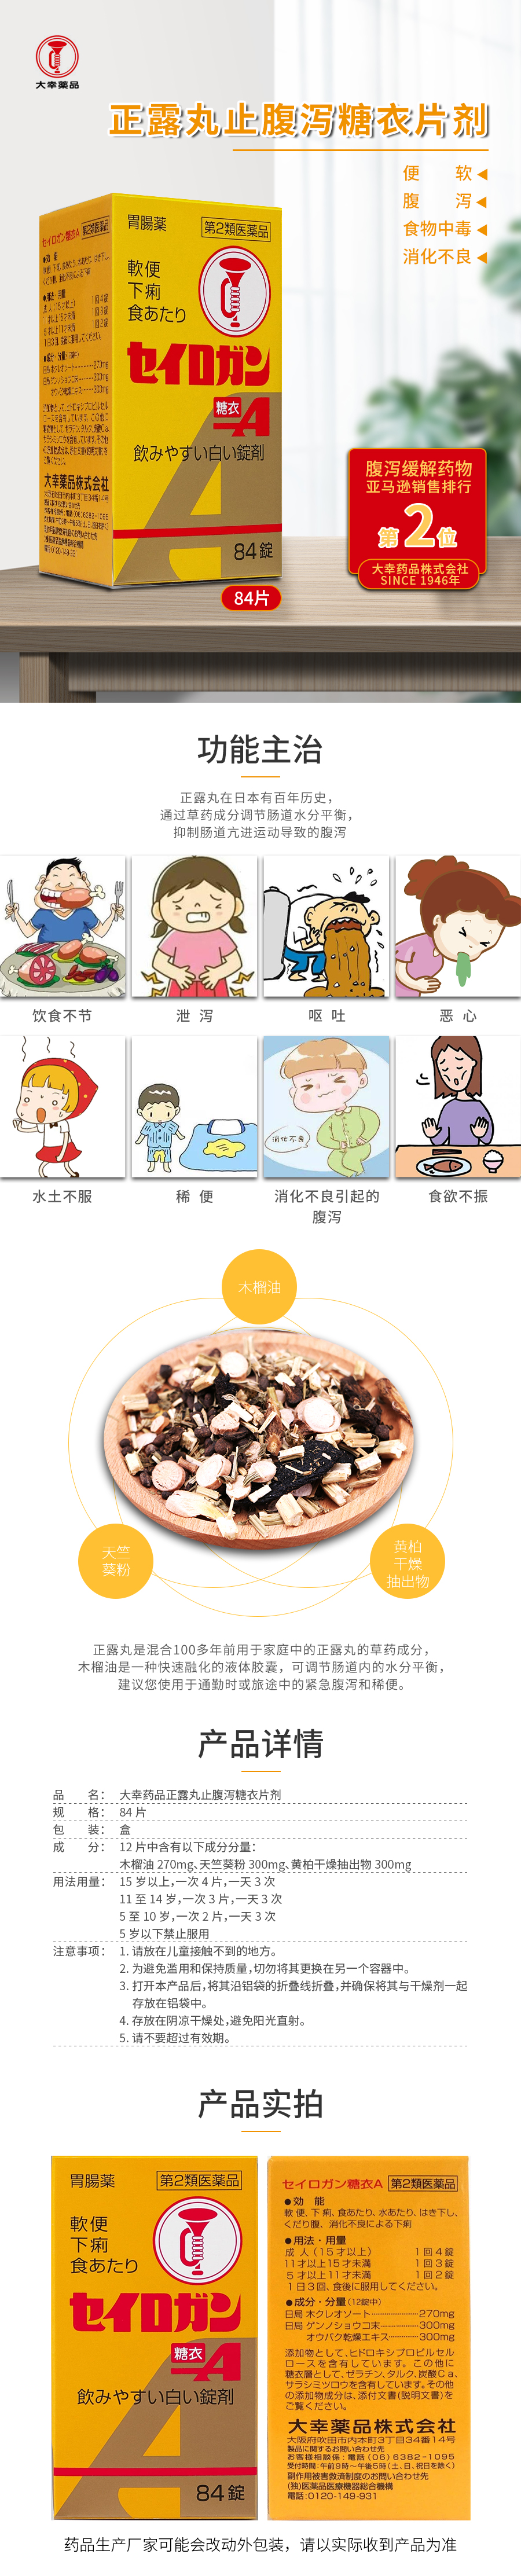 大幸薬品
正露丸止腹泻糖衣片剂
便 软
腹 泻
食物中毒
消化不良
胃腸薬
第2類医薬品
軟便
下痢
食あたり
セイロガン
糖衣A
飲みやすい白い錠剤
84錠
セイロガン糖衣A 第2類医薬品
大幸薬品株式会社
84片
腹泻缓解药物
亚马逊销售排行
第2位
大幸药品株式会社
SINCE 1946年
功能主治
正露丸在日本有百年历史，
通过草药成分调节肠道水分平衡，
抑制肠道亢进运动导致的腹泻
饮食不节
泄 泻
呕 吐
恶 心
消化不良
水土不服
稀 便
消化不良引起的
腹泻
食欲不振
木榴油
天竺
葵粉
黄柏
干燥
抽出物
正露丸是混合100多年前用于家庭中的正露丸的草药成分，
木榴油是一种快速融化的液体胶囊，可调节肠道内的水分平衡，
建议您使用于通勤时或旅途中的紧急腹泻和稀便。
产品详情
品 名： 大幸药品正露丸止腹泻糖衣片剂
规 格： 84 片
包 装： 盒
成 分： 12 片中含有以下成分分量：
木榴油 270mg、天竺葵粉 300mg、黄柏干燥抽出物 300mg
用法用量： 15 岁以上，一次 4 片，一天 3 次
11 至 14 岁，一次 3 片，一天 3 次
5 至 10 岁，一次 2 片，一天 3 次
5 岁以下禁止服用
注意事项： 1. 请放在儿童接触不到的地方。
2. 为避免滥用和保持质量，切勿将其更换在另一个容器中。
3. 打开本产品后，将其沿铝袋的折叠线折叠，并确保将其与干燥剂一起
存放在铝袋中。
4. 存放在阴凉干燥处，避免阳光直射。
5. 请不要超过有效期。
产品实拍
胃腸薬
第2類医薬品
軟便
下痢
食あたり
セイロガン
糖衣A
飲みやすい白い錠剤
84錠
セイロガン糖衣A 第2類医薬品
●効 能
軟便、下痢、食あたり、水あたり、はき下し、
くだり腹、消化不良による下痢
●用法・用量
成 人（15才以上） 1回4錠
11才以上15才未満 1回3錠
5才以上11才未満 1回2錠
1日3回、食後に服用してください。
●成分・分量（12錠中）
日局 木クレオソート 270mg
日局 ゲンノショウコ末 300mg
オウバク乾燥エキス 300mg
添加物として、ヒドロキシプロピルセル
ロースを含有しています。この他に
糖衣層として、ゼラチン、タルク、炭酸Ca、
サラシミツロウを含有しています。その他
の添加物成分は、添付文書(説明文書)を
ご覧ください。
大幸薬品株式会社
大阪府吹田市内本町3丁目34番14号
製品に関するお問い合わせ先
お客様相談係：電話(06)6382-1095
受付時間：午前9時〜午後5時(土、日、祝日を除く)
副作用被害救済制度のお問い合わせ先
(独)医薬品医療機器総合機構
電話:0120-149-931
药品生产厂家可能会改动外包装，请以实际收到产品为准